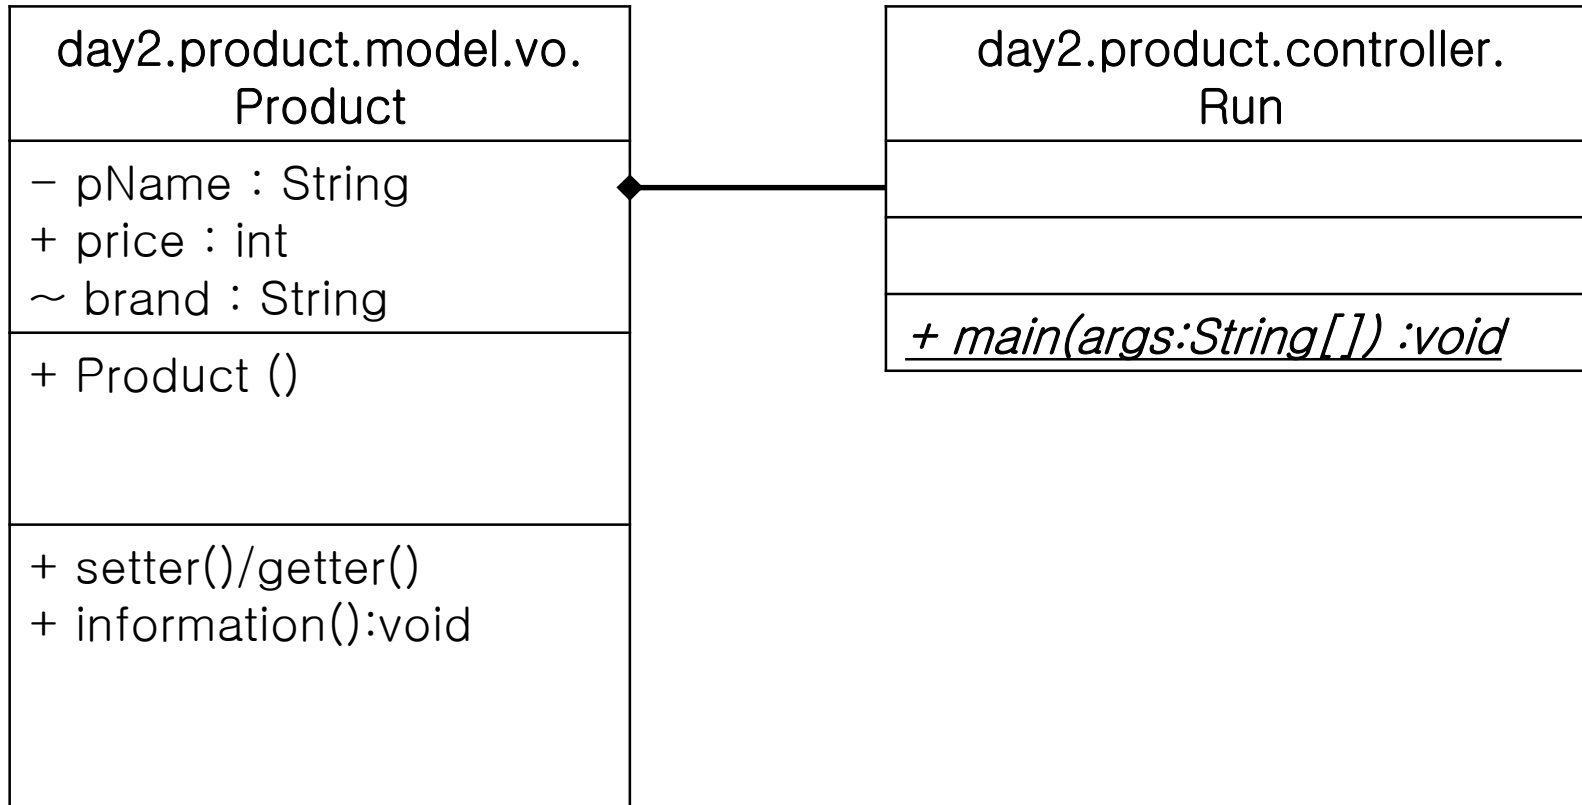 day2.product.model.vo.
Product
- pName : String
+ price : int
~ brand : String
+ Product ()
+ setter()/getter()
+ information():void
day2.product.controller.
Run
+ main(args:String[]) :void